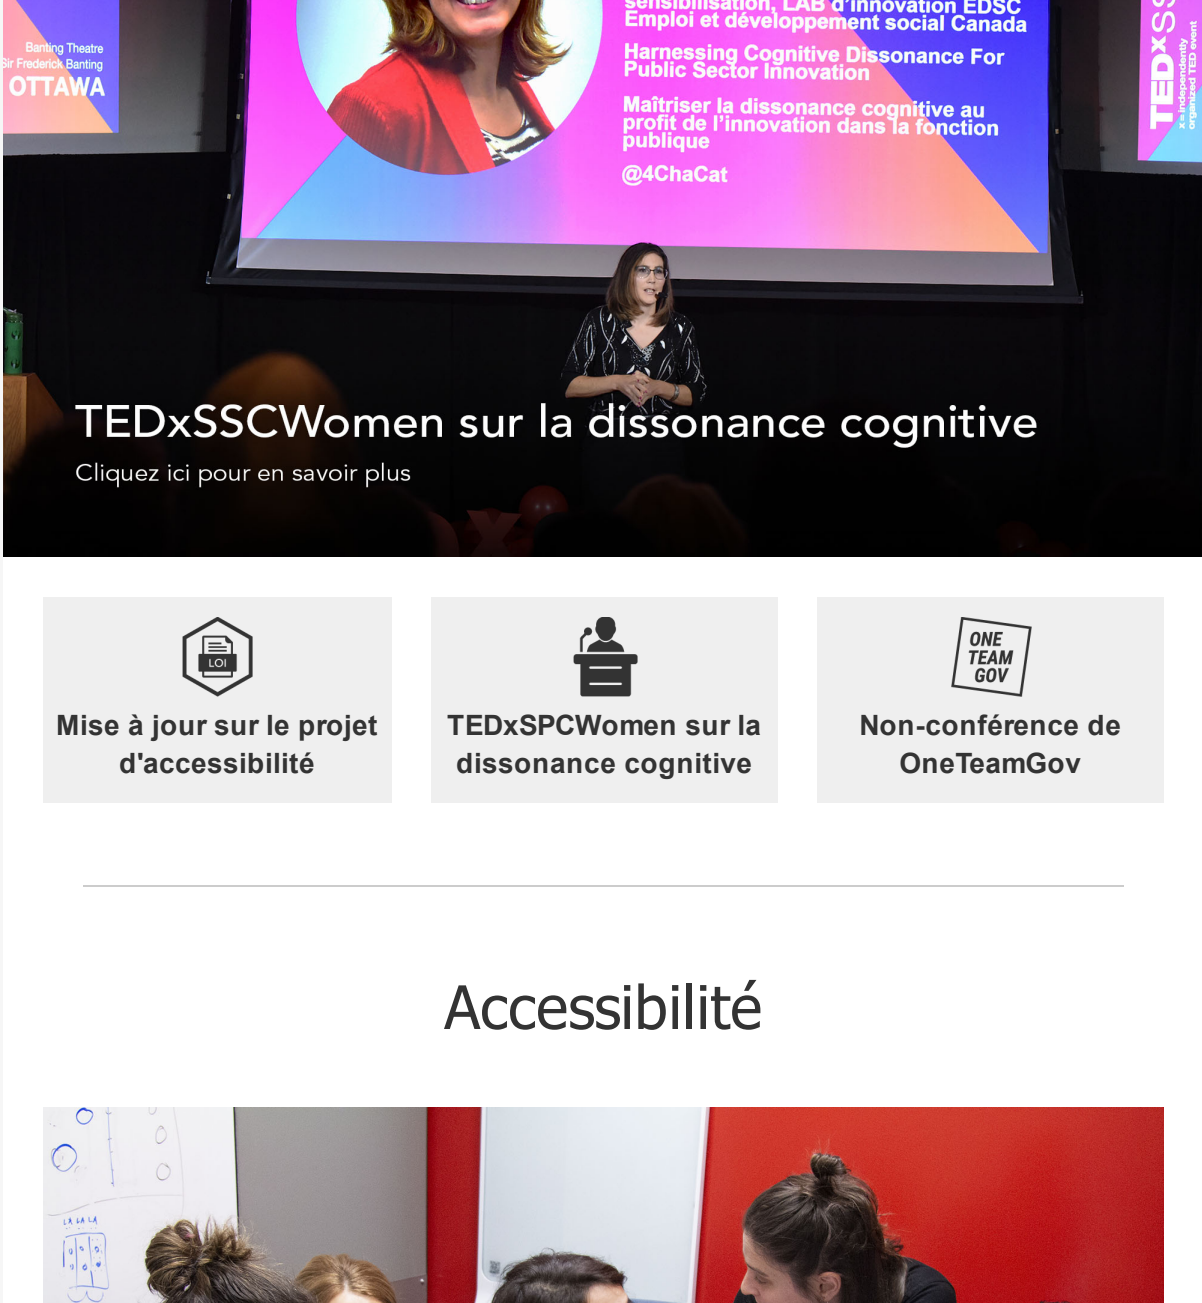 sensibilisation, LAB d'innovation EDSC
Emploi et développement social Canada
Harnessing Cognitive Dissonance For
Public Sector Innovation
Maîtriser la dissonance cognitive au
profit de l'innovation dans la fonction
publique
@4ChaCat
Banting Theatre
Sir Frederick Banting
OTTAWA
TEDxSS
x = independently
organized TED event
TEDxSSCWomen sur la dissonance cognitive
Cliquez ici pour en savoir plus
LOI
Mise à jour sur le projet
d'accessibilité
TEDxSPCWomen sur la
dissonance cognitive
ONE
TEAM
GOV
Non-conférence de
OneTeamGov
Accessibilité
LA LA LA